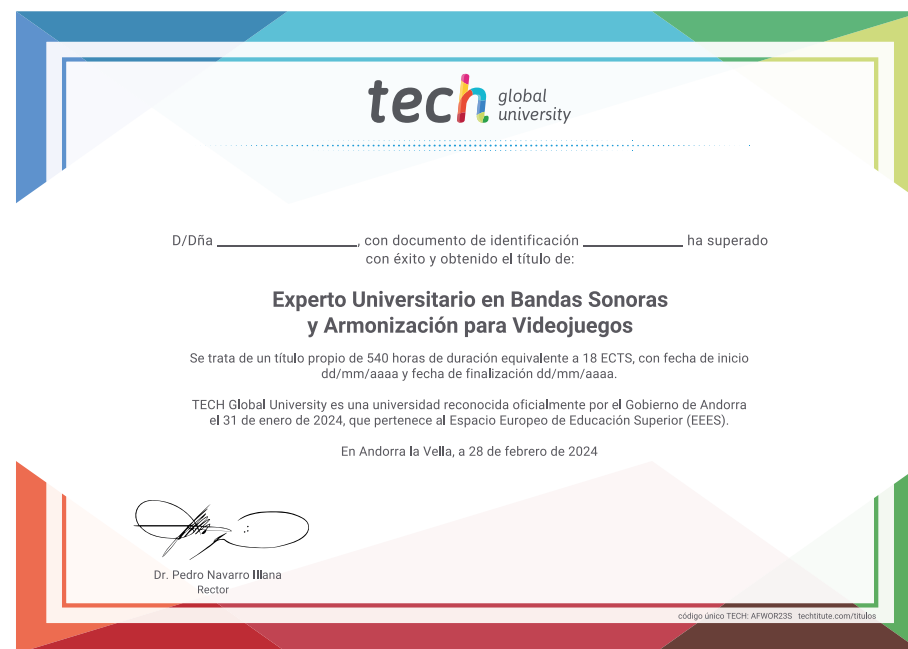 tech global university
D/Dña ____________________, con documento de identificación ______________ ha superado
con éxito y obtenido el título de:
Experto Universitario en Bandas Sonoras
y Armonización para Videojuegos
Se trata de un título propio de 540 horas de duración equivalente a 18 ECTS, con fecha de inicio
dd/mm/aaaa y fecha de finalización dd/mm/aaaa.
TECH Global University es una universidad reconocida oficialmente por el Gobierno de Andorra
el 31 de enero de 2024, que pertenece al Espacio Europeo de Educación Superior (EEES).
En Andorra la Vella, a 28 de febrero de 2024
Dr. Pedro Navarro Illana
Rector
código único TECH: AFWOR23S techtitute.com/titulos